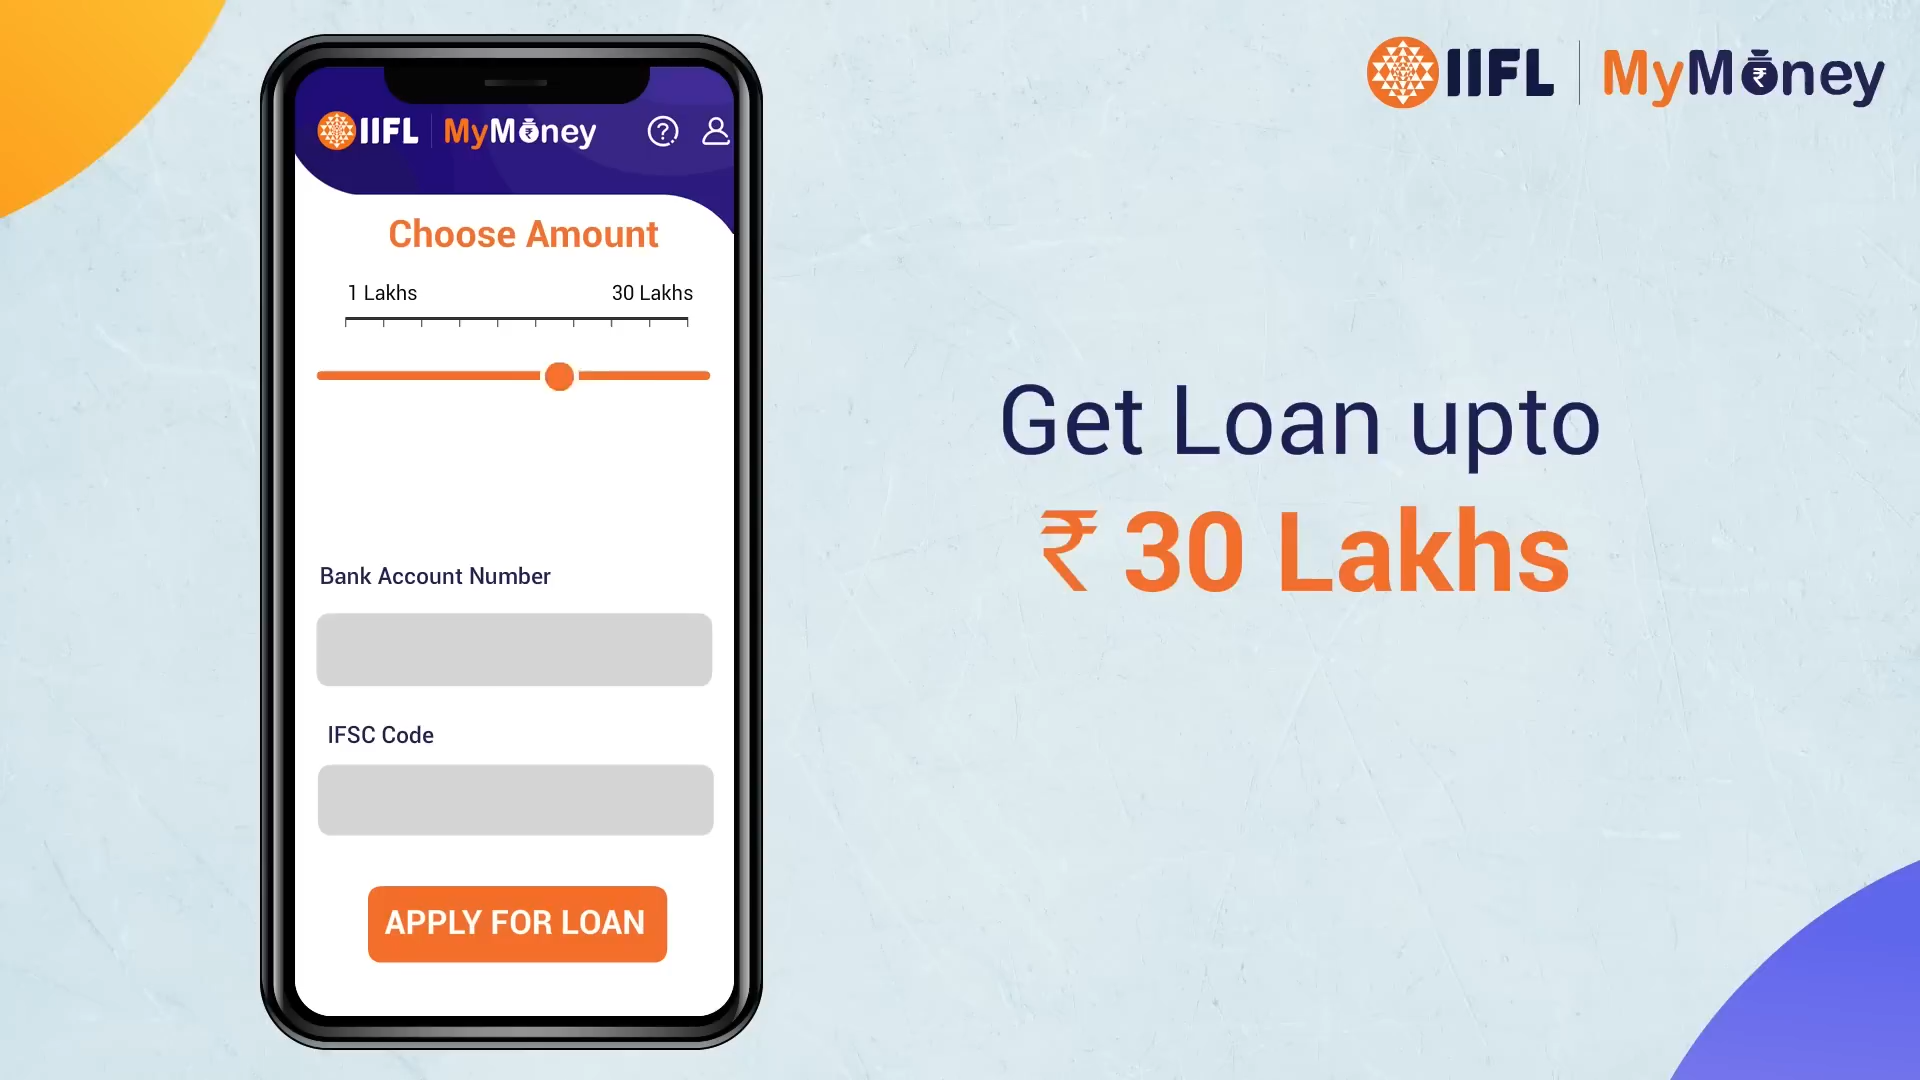 IIFL MyMoney
IIFL MyMoney
Choose Amount
1 Lakhs 30 Lakhs
Bank Account Number
IFSC Code
APPLY FOR LOAN
Get Loan upto
₹ 30 Lakhs